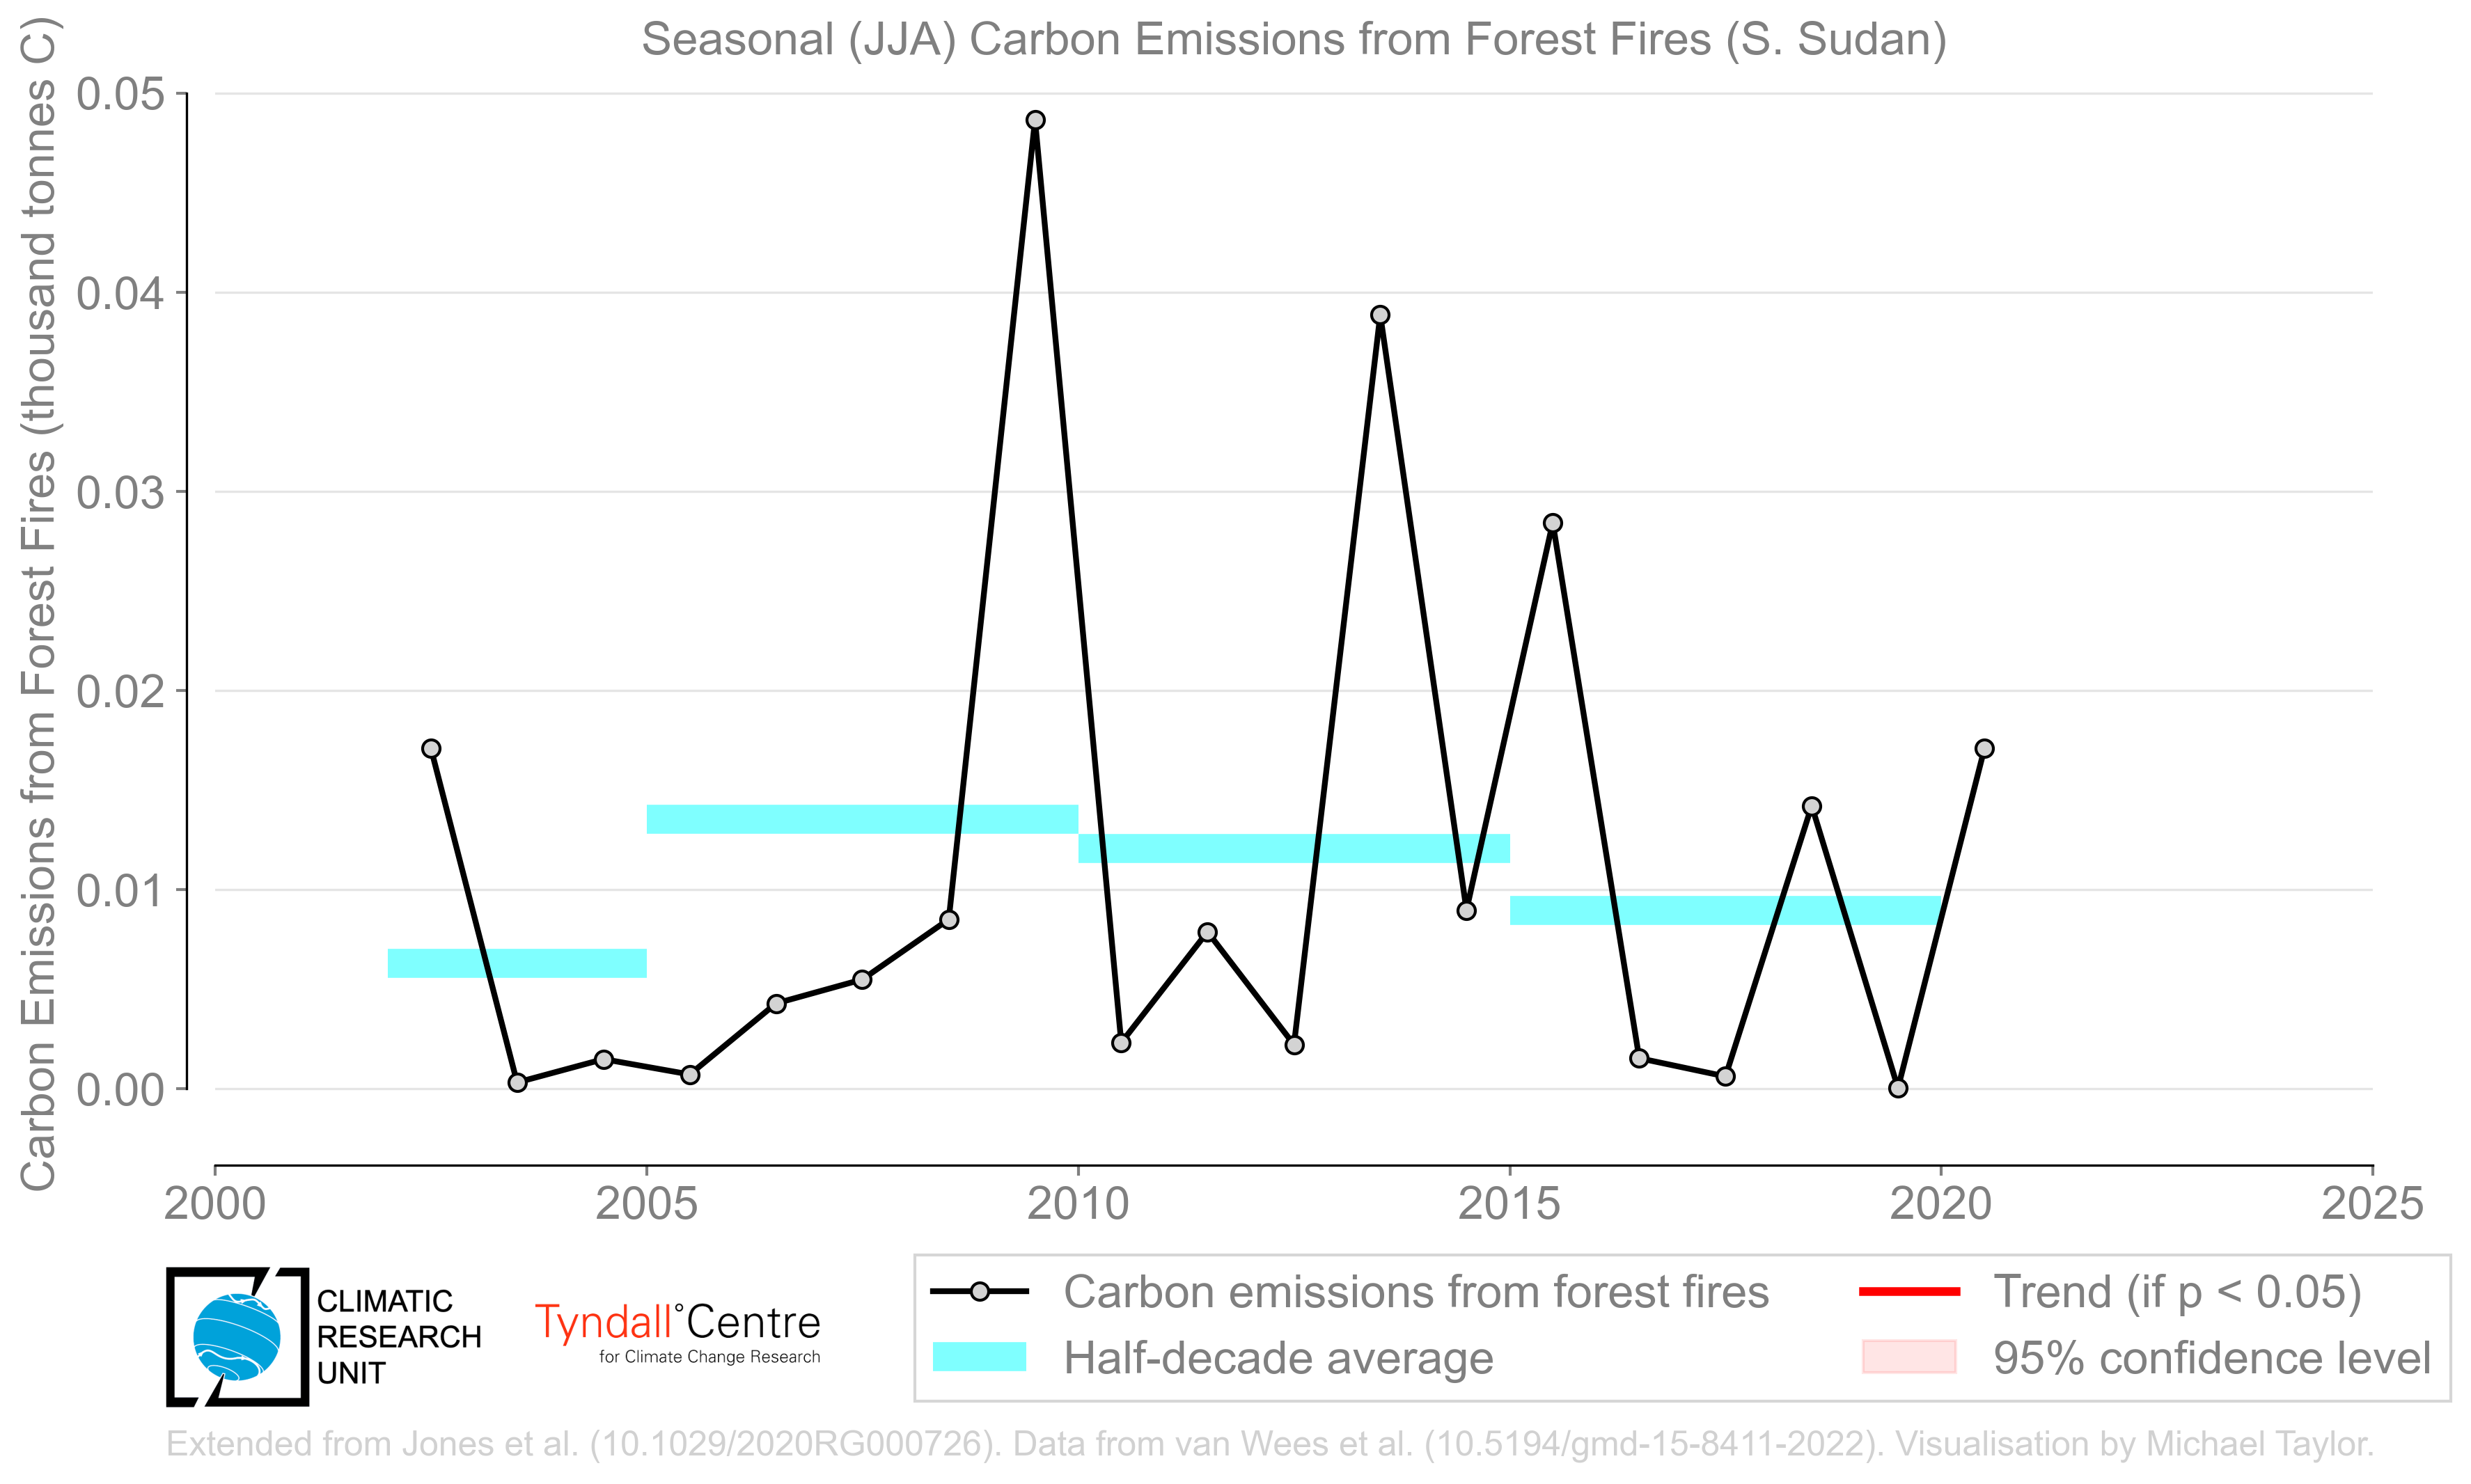 Seasonal (JJA) Carbon Emissions from Forest Fires (S. Sudan)
Carbon Emissions from Forest Fires (thousand tonnes C)
0.05
0.04
0.03
0.02
0.01
0.00
2000 2005 2010 2015 2020 2025
CLIMATIC
RESEARCH
UNIT
Tyndall°Centre
for Climate Change Research
Carbon emissions from forest fires
Half-decade average
Trend (if p < 0.05)
95% confidence level
Extended from Jones et al. (10.1029/2020RG000726). Data from van Wees et al. (10.5194/gmd-15-8411-2022). Visualisation by Michael Taylor.